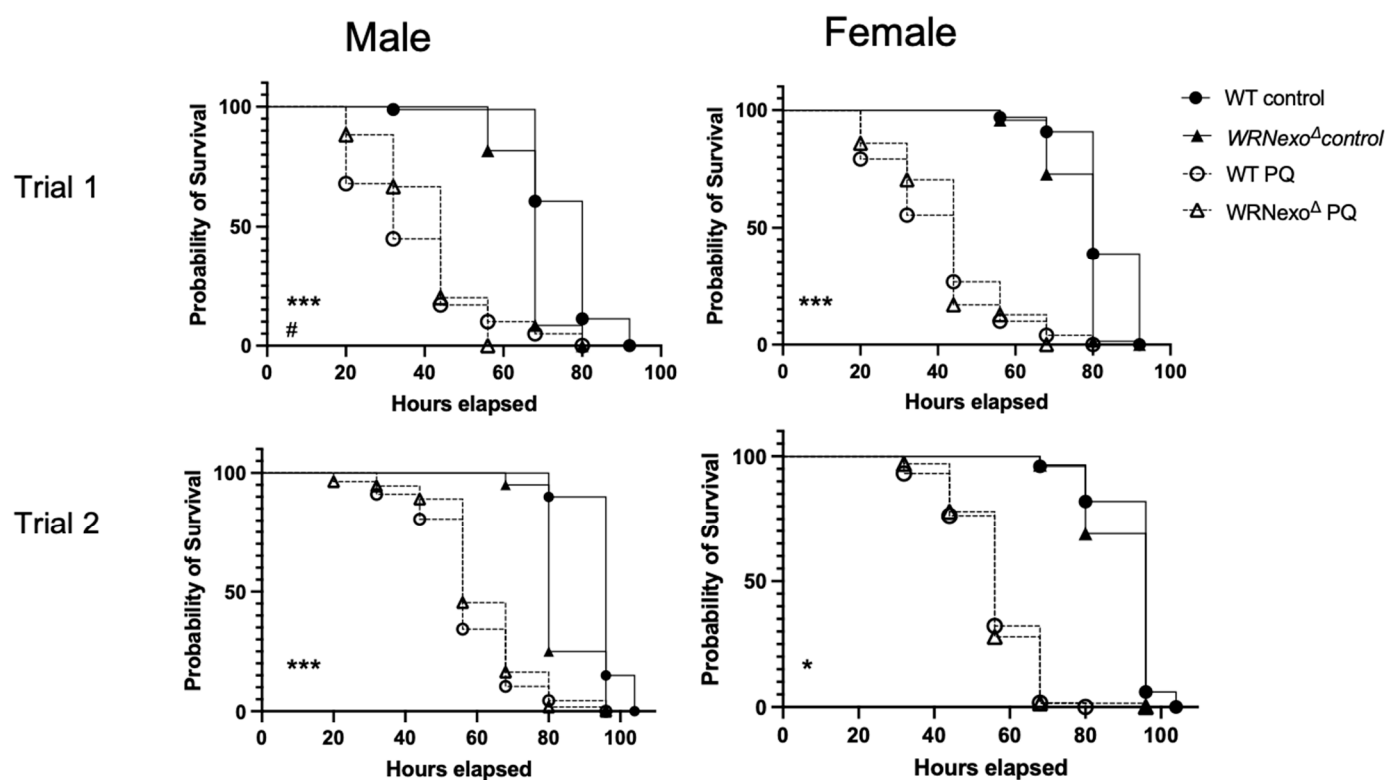 Male
Female
Trial 1
Probability of Survival
100
50
0
***
#
0 20 40 60 80 100
Hours elapsed
Probability of Survival
100
50
0
***
0 20 40 60 80 100
Hours elapsed
WT control
WRNexoΔcontrol
WT PQ
WRNexoΔ PQ
Trial 2
Probability of Survival
100
50
0
***
0 20 40 60 80 100
Hours elapsed
Probability of Survival
100
50
0
*
0 20 40 60 80 100
Hours elapsed